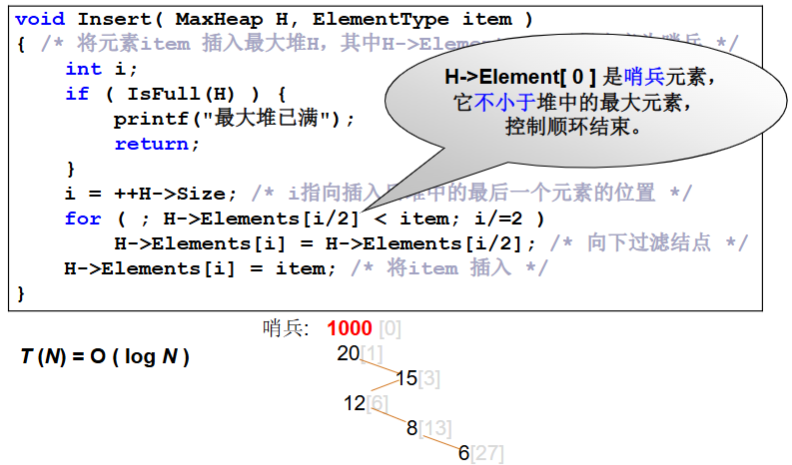 void Insert( MaxHeap H, ElementType item )
{ /* 将元素item 插入最大堆H，其中H->Elemen */
int i;
if ( IsFull(H) ) {
printf("最大堆已满");
return;
}
i = ++H->Size; /* i指向插入 堆中的最后一个元素的位置 */
for ( ; H->Elements[i/2] < item; i/=2 )
H->Elements[i] = H->Elements[i/2]; /* 向下过滤结点 */
H->Elements[i] = item; /* 将item 插入 */
}
H->Element[ 0 ] 是哨兵元素，
它不小于堆中的最大元素，
控制顺环结束。
哨兵: 1000 [0]
T (N) = O ( log N )
20[1]
15[3]
12[6]
8[13]
6[27]